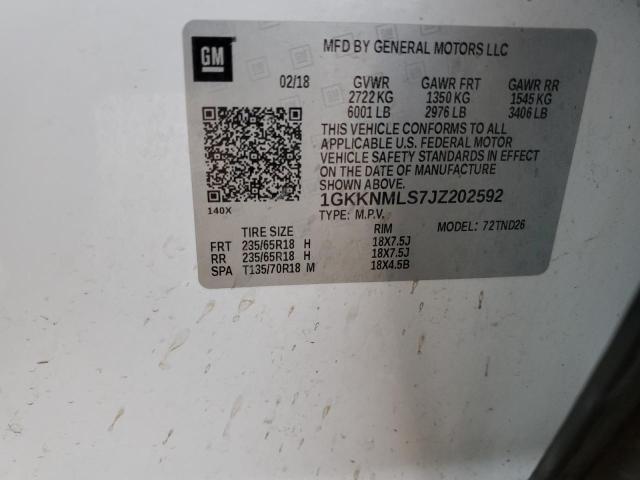 GM
MFD BY GENERAL MOTORS LLC
02/18 GVWR GAWR FRT GAWR RR
2722 KG 1350 KG 1545 KG
6001 LB 2976 LB 3406 LB
THIS VEHICLE CONFORMS TO ALL
APPLICABLE U.S. FEDERAL MOTOR
VEHICLE SAFETY STANDARDS IN EFFECT
ON THE DATE OF MANUFACTURE
SHOWN ABOVE.
140X
1GKKNMLS7JZ202592
TYPE: M.P.V. MODEL: 72TND26
TIRE SIZE RIM
FRT 235/65R18 H 18X7.5J
RR 235/65R18 H 18X7.5J
SPA T135/70R18 M 18X4.5B